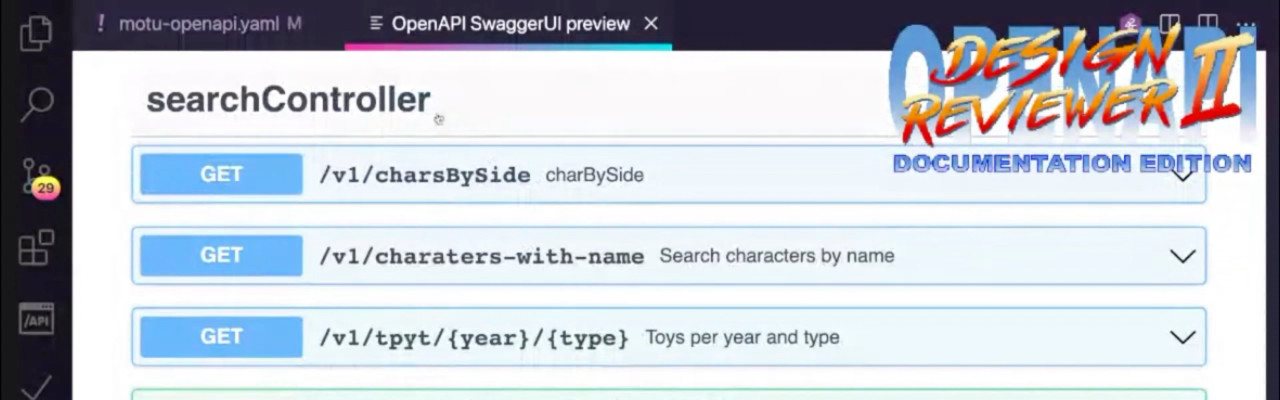 ! motu-openapi.yaml M
OpenAPI SwaggerUI preview
OPENAPI
DESIGN
REVIEWER II
DOCUMENTATION EDITION
searchController
GET /v1/charsBySide charBySide
29
GET /v1/charaters-with-name Search characters by name
/API
GET /v1/tpyt/{year}/{type} Toys per year and type